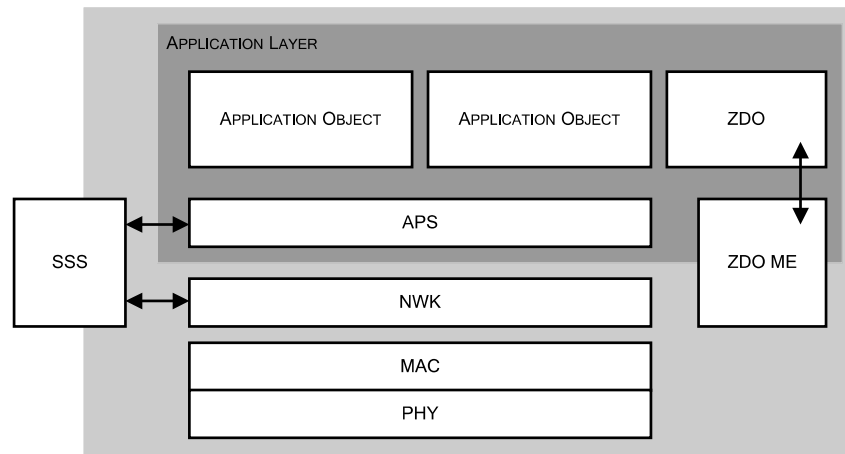 APPLICATION LAYER
APPLICATION OBJECT
APPLICATION OBJECT
ZDO
APS
SSS
ZDO ME
NWK
MAC
PHY